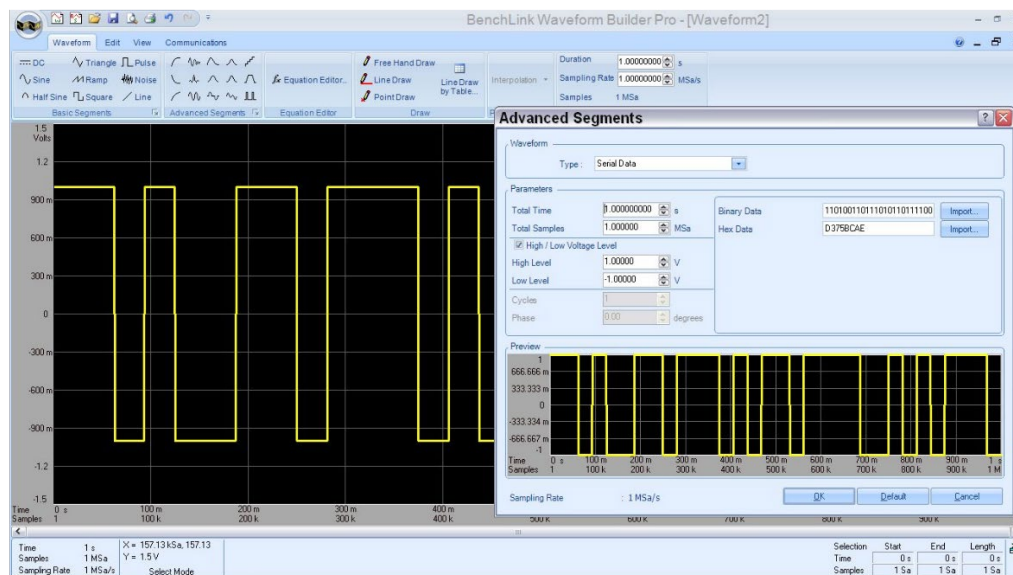 BenchLink Waveform Builder Pro - [Waveform2]
Waveform Edit View Communications
DC Triangle Pulse
Sine Ramp Noise
Half Sine Square Line
Basic Segments
Advanced Segments
fx Equation Editor...
Equation Editor
Free Hand Draw
Line Draw
Point Draw
Line Draw
by Table...
Draw
Interpolation
Duration 1.00000000 s
Sampling Rate 1.00000000 MSa/s
Samples 1 MSa
1.5
Volts
1.2
900 m
600 m
300 m
0
-300 m
-600 m
-900 m
-1.2
-1.5
Time 0 s 100 m 200 m 300 m 400 m
Samples 1 100 k 200 k 300 k 400 k 500 k 600 k 700 k 800 k 900 k
Advanced Segments
Waveform
Type : Serial Data
Parameters
Total Time 1.000000000 s
Total Samples 1.000000 MSa
High / Low Voltage Level
High Level 1.00000 V
Low Level -1.00000 V
Cycles 1
Phase 0.00 degrees
Binary Data 110100110111010110111100 Import...
Hex Data D375BCAE Import...
Preview
1
666.666 m
333.333 m
0
-333.334 m
-666.667 m
-1
Time 0 s 100 m 200 m 300 m 400 m 500 m 600 m 700 m 800 m 900 m 1 s
Samples 1 100 k 200 k 300 k 400 k 500 k 600 k 700 k 800 k 900 k 1 M
Sampling Rate : 1 MSa/s
OK Default Cancel
Time 1 s
Samples 1 MSa
Sampling Rate 1 MSa/s
X = 157.13 kSa, 157.13
Y = 1.5 V
Select Mode
Selection Start End Length
Time 0 s 0 s 0 s
Samples 1 Sa 1 Sa 1 Sa